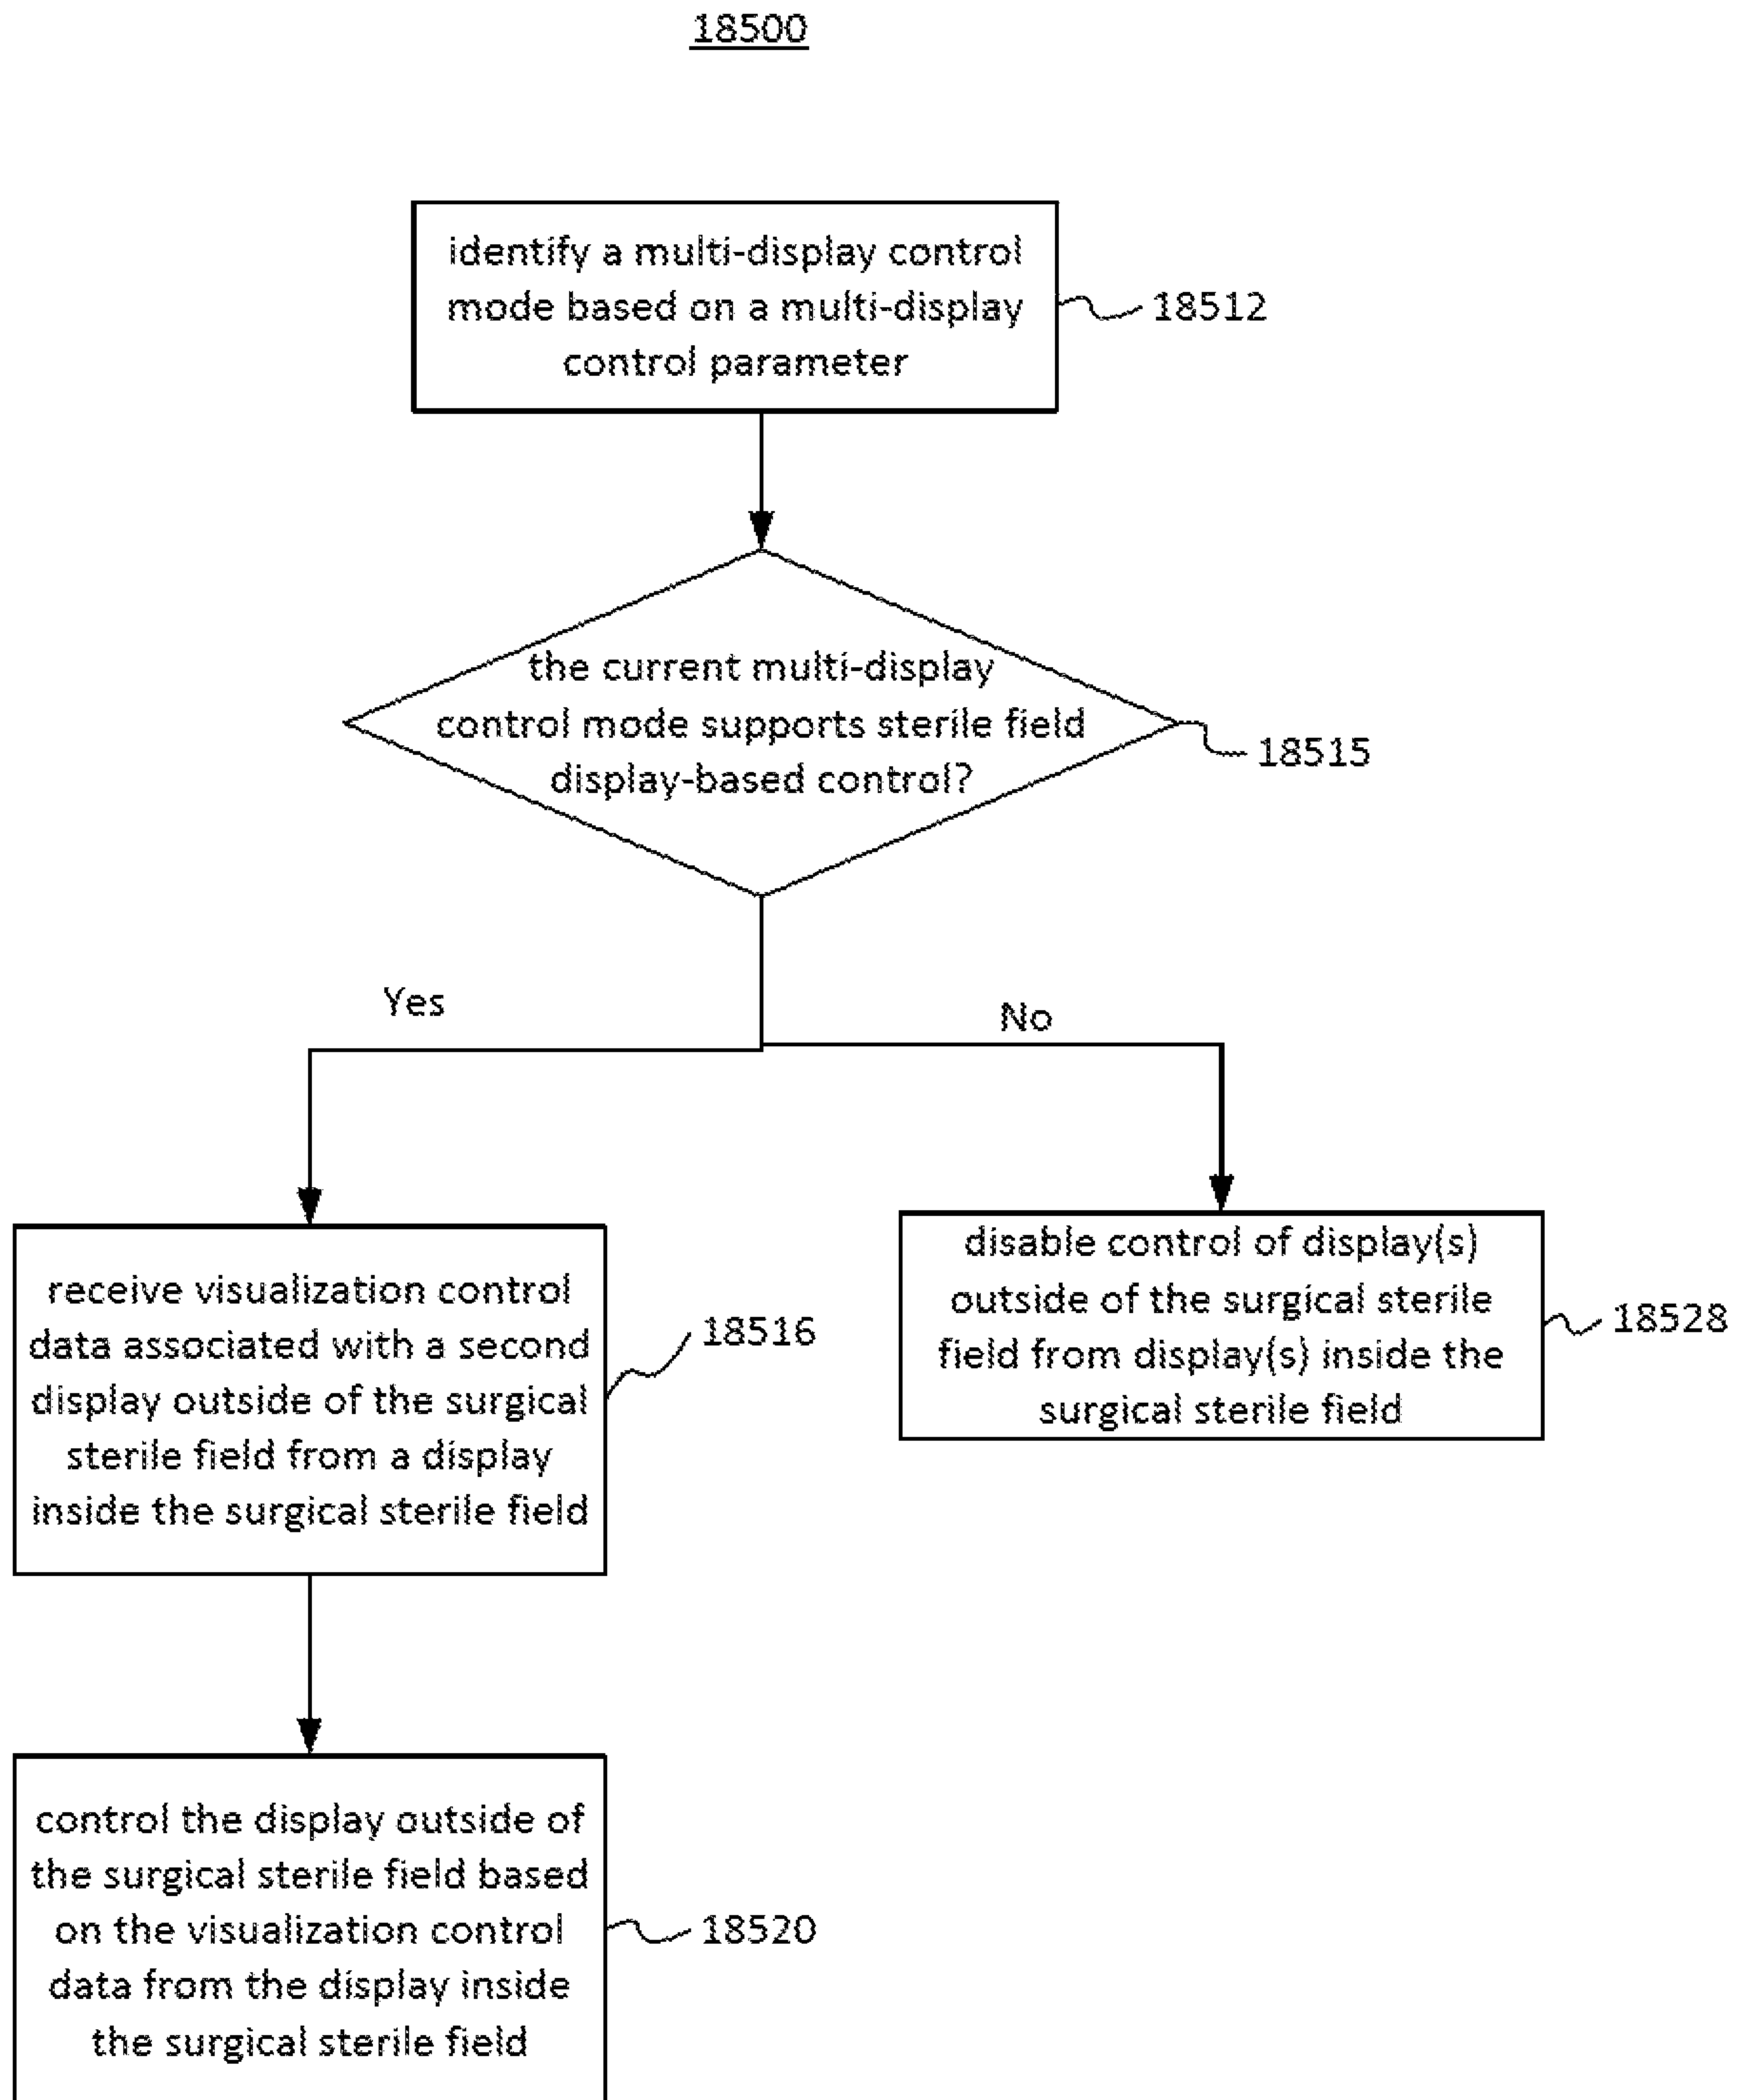 18500
identify a multi-display control
mode based on a multi-display
control parameter
18512
the current multi-display
control mode supports sterile field
display-based control?
18515
Yes
No
receive visualization control
data associated with a second
display outside of the surgical
sterile field from a display
inside the surgical sterile field
18516
disable control of display(s)
outside of the surgical sterile
field from display(s) inside the
surgical sterile field
18528
control the display outside of
the surgical sterile field based
on the visualization control
data from the display inside
the surgical sterile field
18520